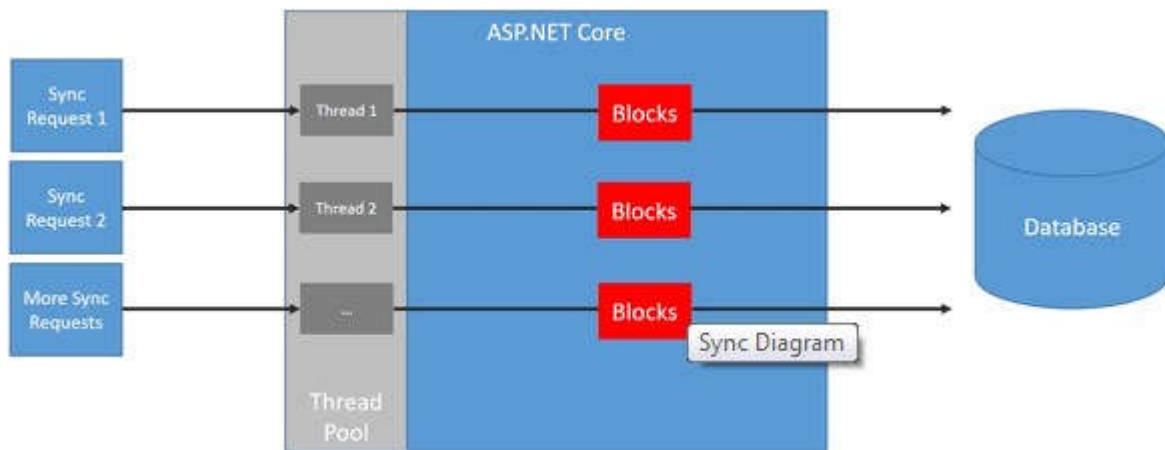 ASP.NET Core
Sync
Request 1
Thread 1
Blocks
Sync
Request 2
Thread 2
Blocks
Database
More Sync
Requests
...
Blocks
Sync Diagram
Thread
Pool